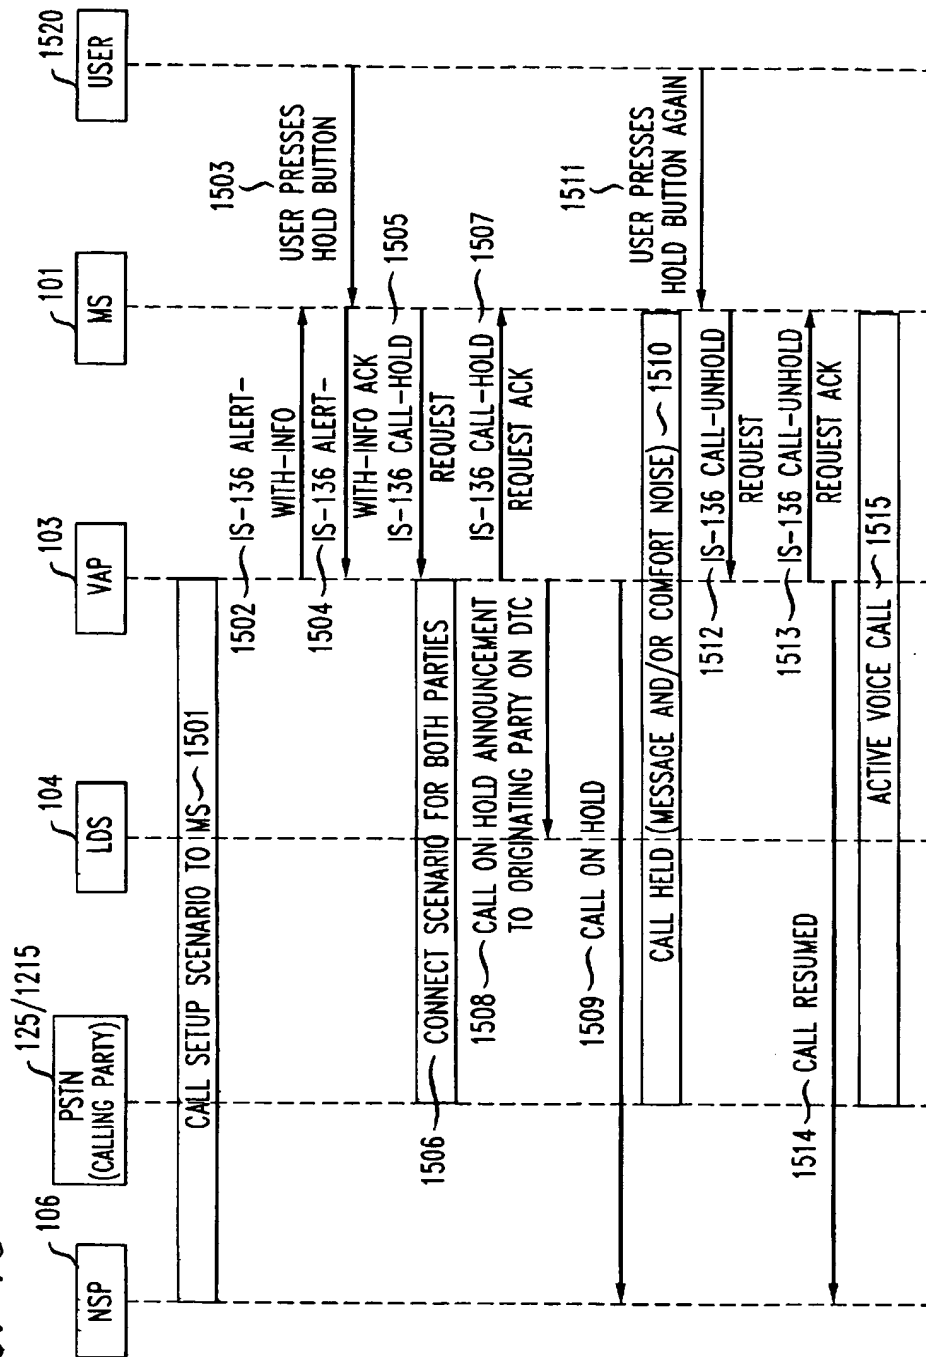 106
NSP
125/1215
PSTN
(CALLING PARTY)
104
LDS
103
VAP
101
MS
1520
USER
CALL SETUP SCENARIO TO MS 1501
1502 IS-136 ALERT-
WITH-INFO
1503
USER PRESSES
HOLD BUTTON
1504 IS-136 ALERT-
WITH-INFO ACK
IS-136 CALL-HOLD 1505
REQUEST
1506 CONNECT SCENARIO FOR BOTH PARTIES
IS-136 CALL-HOLD 1507
REQUEST ACK
1508 CALL ON HOLD ANNOUNCEMENT
TO ORIGINATING PARTY ON DTC
1509 CALL ON HOLD
CALL HELD (MESSAGE AND/OR COMFORT NOISE) 1510
1511
USER PRESSES
HOLD BUTTON AGAIN
1512 IS-136 CALL-UNHOLD
REQUEST
1513 IS-136 CALL-UNHOLD
REQUEST ACK
1514 CALL RESUMED
ACTIVE VOICE CALL 1515